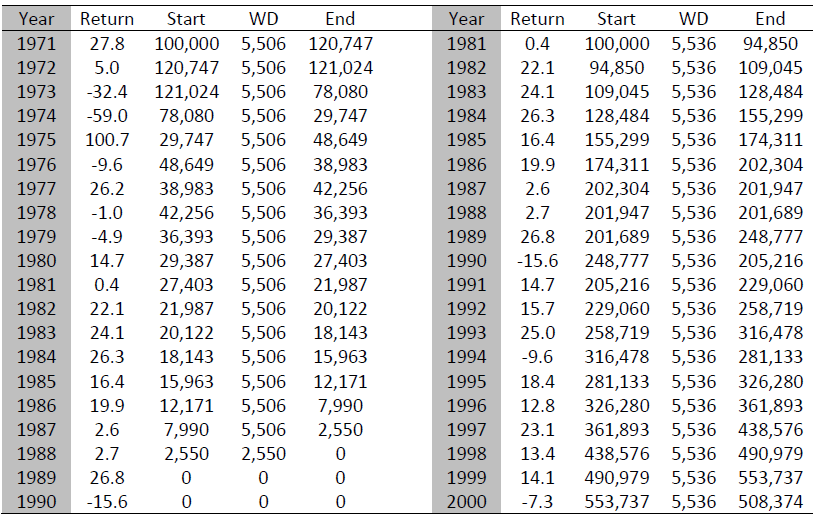 Year Return Start WD End Year Return Start WD End
1971 27.8 100,000 5,506 120,747 1981 0.4 100,000 5,536 94,850
1972 5.0 120,747 5,506 121,024 1982 22.1 94,850 5,536 109,045
1973 -32.4 121,024 5,506 78,080 1983 24.1 109,045 5,536 128,484
1974 -59.0 78,080 5,506 29,747 1984 26.3 128,484 5,536 155,299
1975 100.7 29,747 5,506 48,649 1985 16.4 155,299 5,536 174,311
1976 -9.6 48,649 5,506 38,983 1986 19.9 174,311 5,536 202,304
1977 26.2 38,983 5,506 42,256 1987 2.6 202,304 5,536 201,947
1978 -1.0 42,256 5,506 36,393 1988 2.7 201,947 5,536 201,689
1979 -4.9 36,393 5,506 29,387 1989 26.8 201,689 5,536 248,777
1980 14.7 29,387 5,506 27,403 1990 -15.6 248,777 5,536 205,216
1981 0.4 27,403 5,506 21,987 1991 14.7 205,216 5,536 229,060
1982 22.1 21,987 5,506 20,122 1992 15.7 229,060 5,536 258,719
1983 24.1 20,122 5,506 18,143 1993 25.0 258,719 5,536 316,478
1984 26.3 18,143 5,506 15,963 1994 -9.6 316,478 5,536 281,133
1985 16.4 15,963 5,506 12,171 1995 18.4 281,133 5,536 326,280
1986 19.9 12,171 5,506 7,990 1996 12.8 326,280 5,536 361,893
1987 2.6 7,990 5,506 2,550 1997 23.1 361,893 5,536 438,576
1988 2.7 2,550 2,550 0 1998 13.4 438,576 5,536 490,979
1989 26.8 0 0 0 1999 14.1 490,979 5,536 553,737
1990 -15.6 0 0 0 2000 -7.3 553,737 5,536 508,374